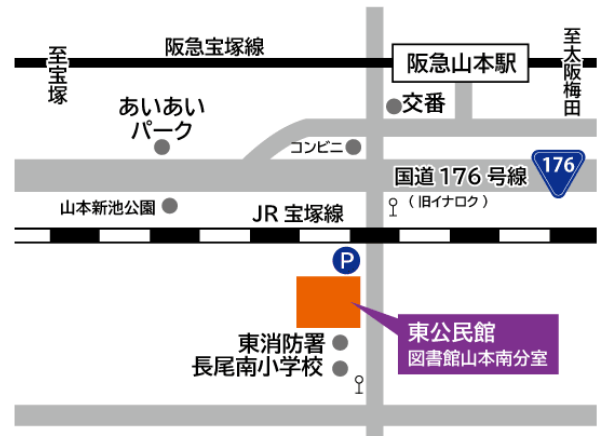 阪急宝塚線
至宝塚
阪急山本駅
至大阪梅田
あいあい
パーク
交番
コンビニ
国道176号線
176
山本新池公園
JR宝塚線
（旧イナロク）
P
東公民館
図書館山本南分室
東消防署
長尾南小学校